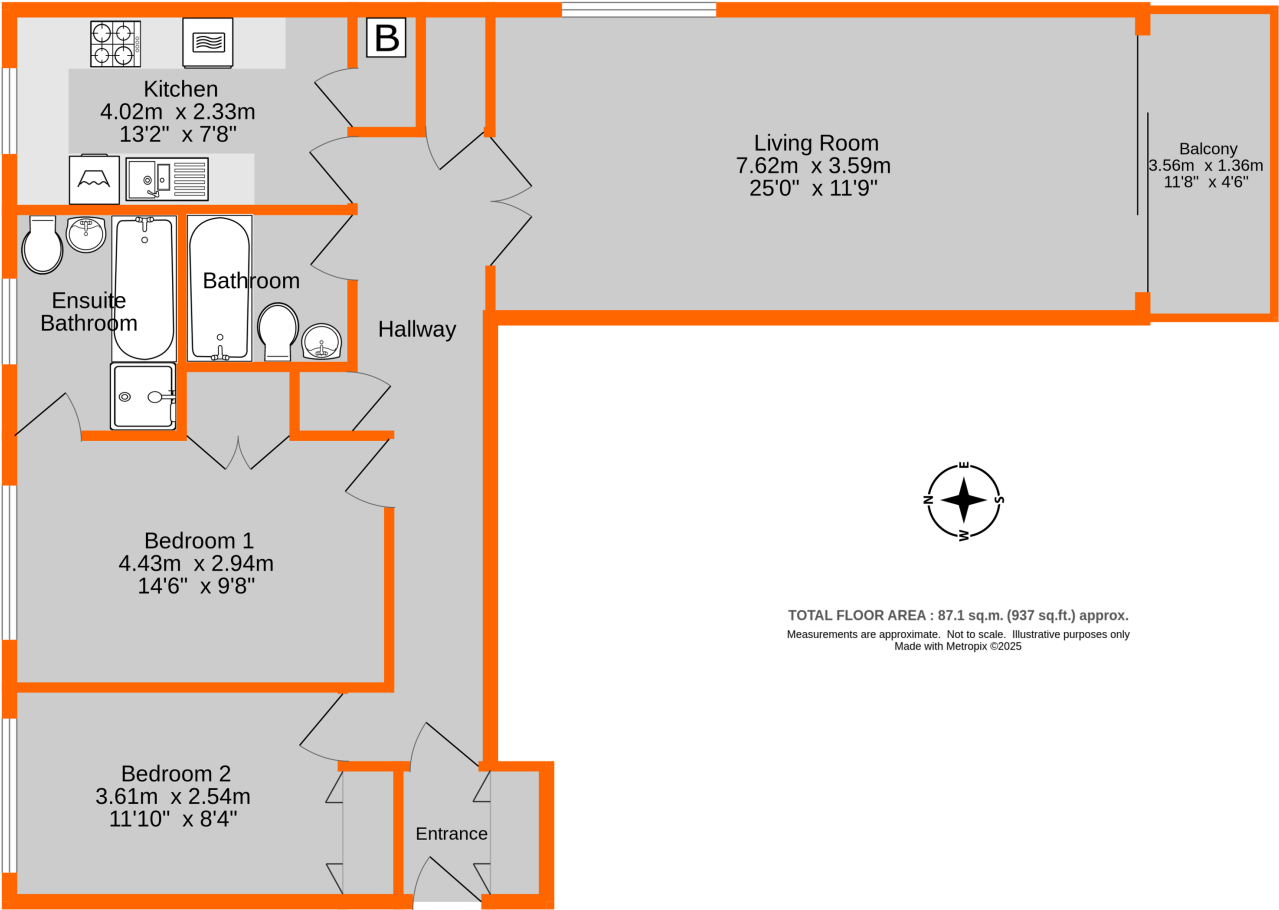 B
Kitchen
4.02m  x 2.33m
13'2"  x 7'8"
Living Room
7.62m  x 3.59m
25'0"  x 11'9"
Balcony
3.56m  x 1.36m
11'8"  x 4'6"
Bathroom
Ensuite
Bathroom
Hallway
Bedroom 1
4.43m  x 2.94m
14'6"  x 9'8"
E
N
S
W
TOTAL FLOOR AREA : 87.1 sq.m. (937 sq.ft.) approx.
Measurements are approximate.  Not to scale.  Illustrative purposes only
Made with Metropix ©2025
Bedroom 2
3.61m  x 2.54m
11'10"  x 8'4"
Entrance